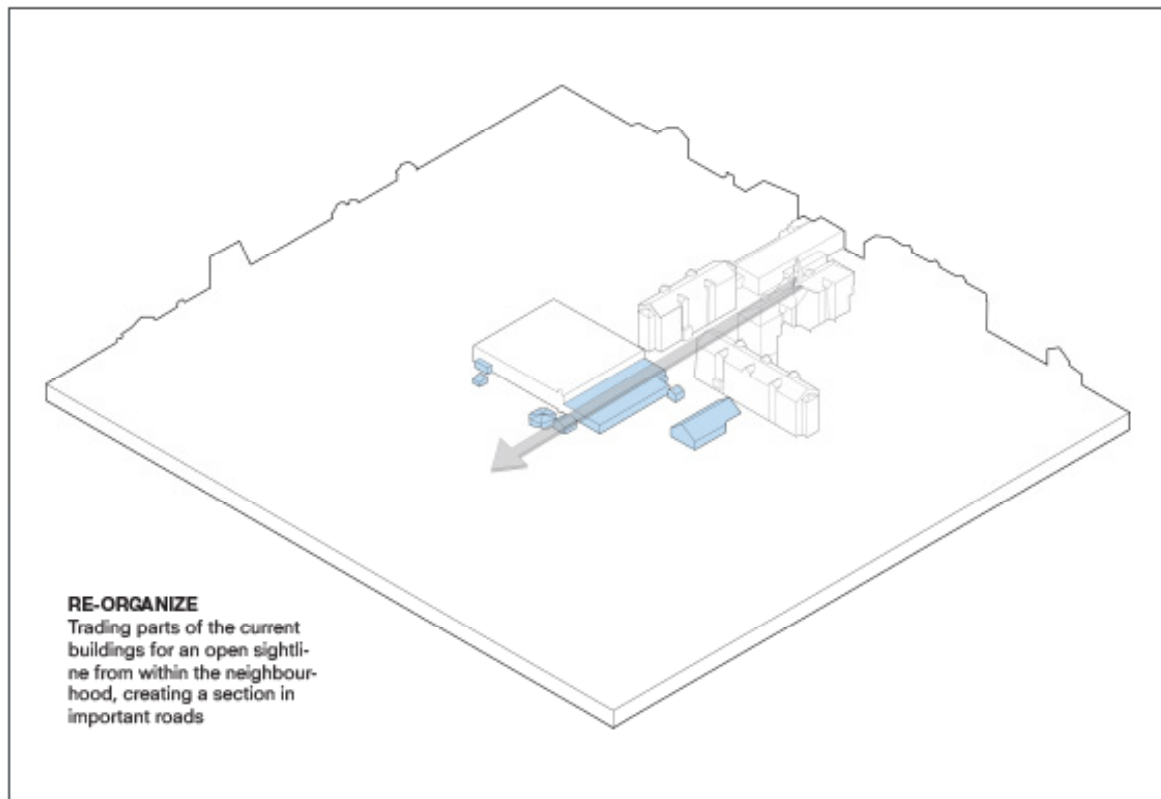 RE-ORGANIZE
Trading parts of the current
buildings for an open sightli-
ne from within the neighbour-
hood, creating a section in
important roads